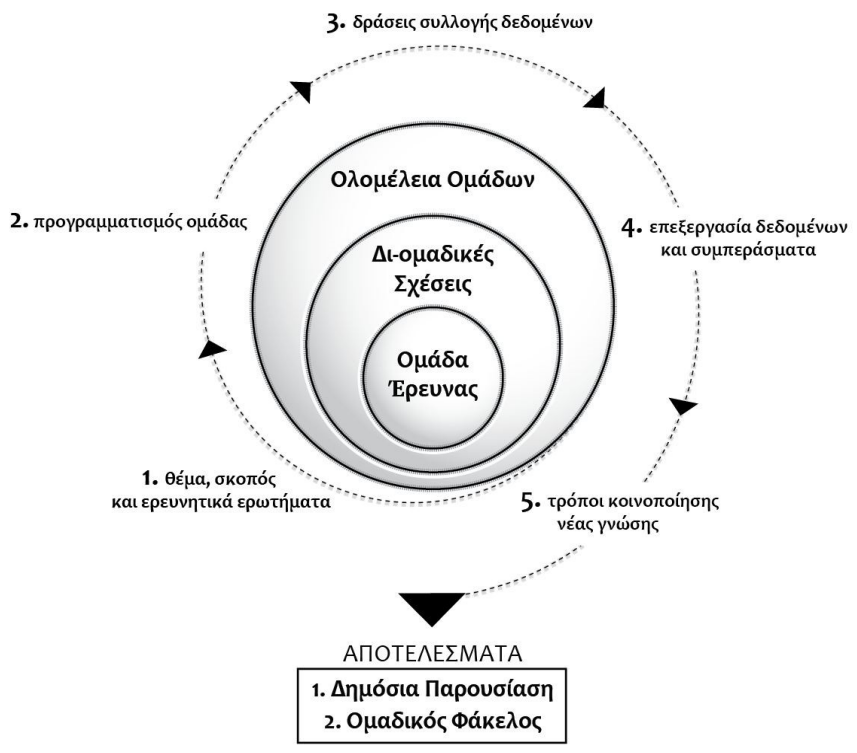 3. δράσεις συλλογής δεδομένων
Ολομέλεια Ομάδων
2. προγραμματισμός ομάδας
4. επεξεργασία δεδομένων
και συμπεράσματα
Δι-ομαδικές
Σχέσεις
Ομάδα
Έρευνας
1. θέμα, σκοπός
και ερευνητικά ερωτήματα
5. τρόποι κοινοποίησης
νέας γνώσης
ΑΠΟΤΕΛΕΣΜΑΤΑ
1. Δημόσια Παρουσίαση
2. Ομαδικός Φάκελος